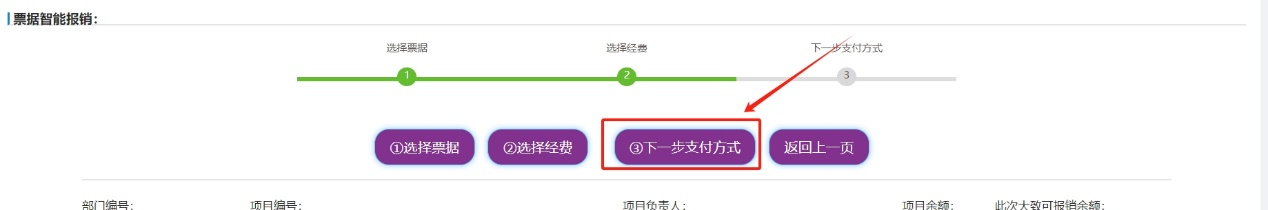 票据智能报销：
选择票据 选择经费 下一步支付方式
1 2 3
①选择票据 ②选择经费 ③下一步支付方式 返回上一页
部门编号： 项目编号： 项目负责人： 项目余额： 此次大致可报销余额：